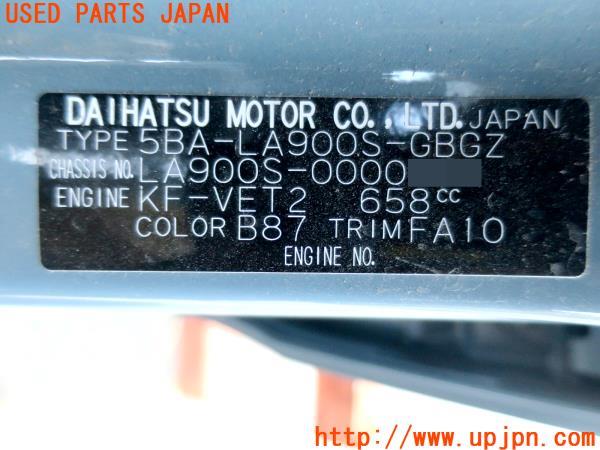 USED PARTS JAPAN
DAIHATSU MOTOR CO., LTD. JAPAN
TYPE 5BA-LA900S-GBGZ
CHASSIS NO. LA900S-0000
ENGINE KF-VET2 658cc
COLOR B87 TRIM FA10
ENGINE NO.
http://www.upjpn.com/